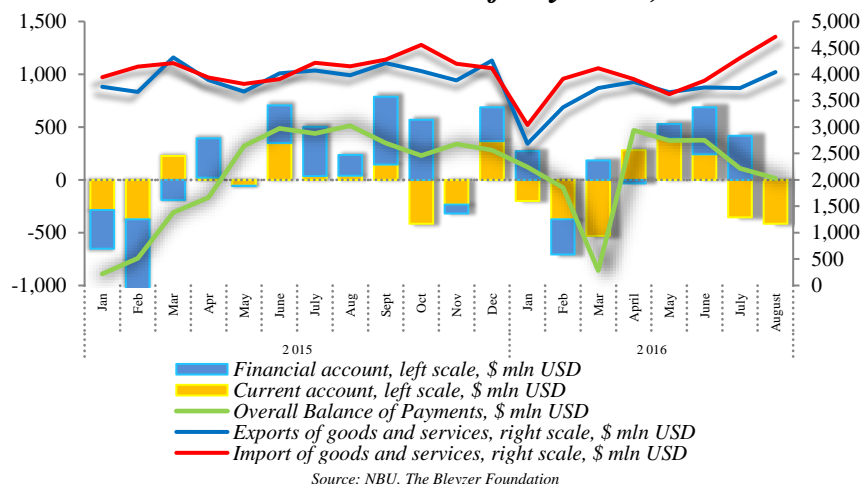 1,500
1,000
500
0
-500
-1,000
5,000
4,500
4,000
3,500
3,000
2,500
2,000
1,500
1,000
500
0
Jan Feb Mar Apr May June July Aug Sept Oct Nov Dec Jan Feb Mar April May June July August
2015 2016
Financial account, left scale, $ mln USD
Current account, left scale, $ mln USD
Overall Balance of Payments, $ mln USD
Exports of goods and services, right scale, $ mln USD
Import of goods and services, right scale, $ mln USD
Source: NBU, The Bleyzer Foundation